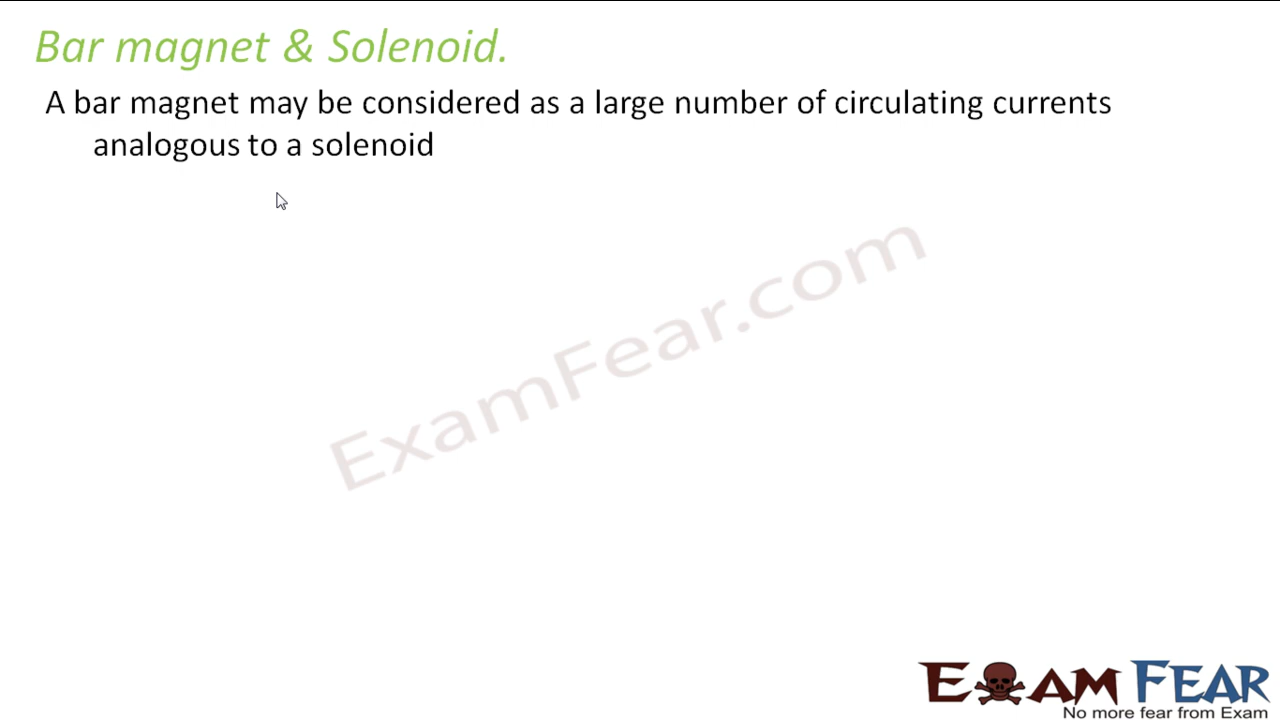 Bar magnet & Solenoid.
A bar magnet may be considered as a large number of circulating currents
analogous to a solenoid
ExamFear.com
EXAM FEAR
No more fear from Exam